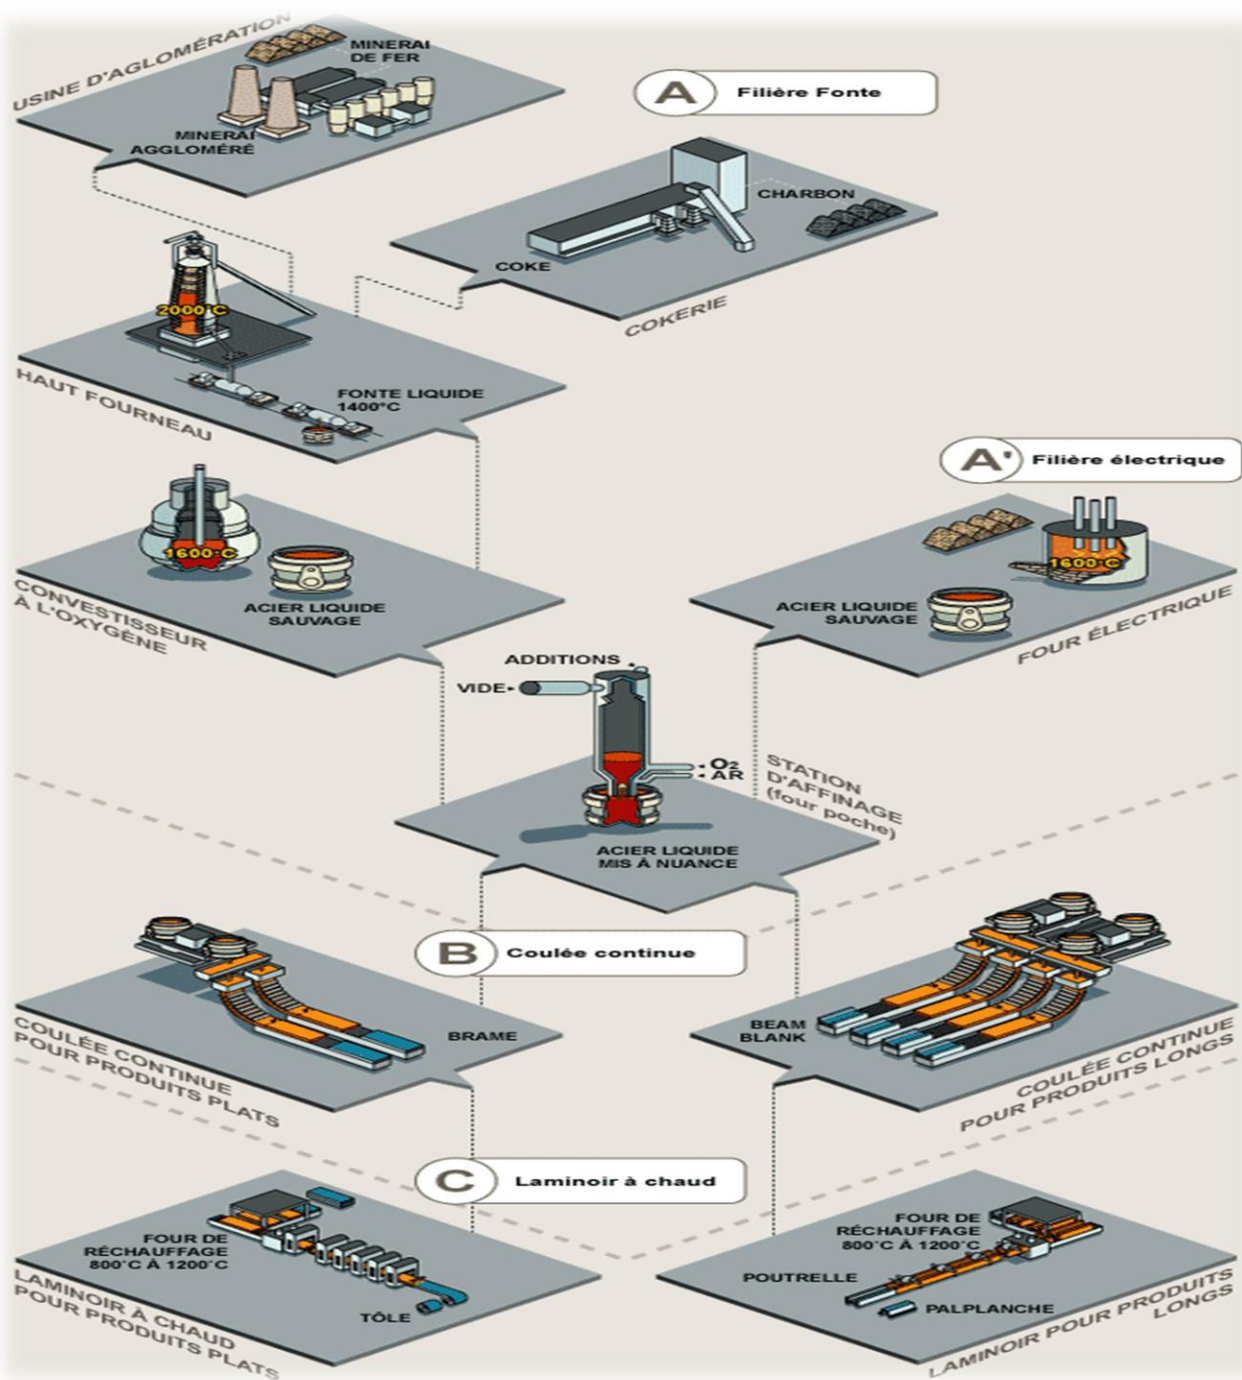 USINE D'AGLOMÉRATION
MINERAI
DE FER
MINERAI
AGGLOMÉRÉ
A
Filière Fonte
CHARBON
COKE
COKERIE
2000°C
HAUT FOURNEAU
FONTE LIQUIDE
1400°C
A'
Filière électrique
1600°C
ACIER LIQUIDE
SAUVAGE
CONVESTISSEUR
À L'OXYGÈNE
1600°C
ACIER LIQUIDE
SAUVAGE
FOUR ÉLECTRIQUE
ADDITIONS
VIDE
O2
AR
STATION
D'AFFINAGE
(four poche)
ACIER LIQUIDE
MIS À NUANCE
B
Coulée continue
BRAME
COULÉE CONTINUE
POUR PRODUITS PLATS
BEAM
BLANK
COULÉE CONTINUE
POUR PRODUITS LONGS
C
Laminoir à chaud
FOUR DE
RÉCHAUFFAGE
800°C À 1200°C
TÔLE
LAMINOIR À CHAUD
POUR PRODUITS PLATS
FOUR DE
RÉCHAUFFAGE
800°C À 1200°C
POUTRELLE
PALPLANCHE
LAMINOIR POUR PRODUITS
LONGS